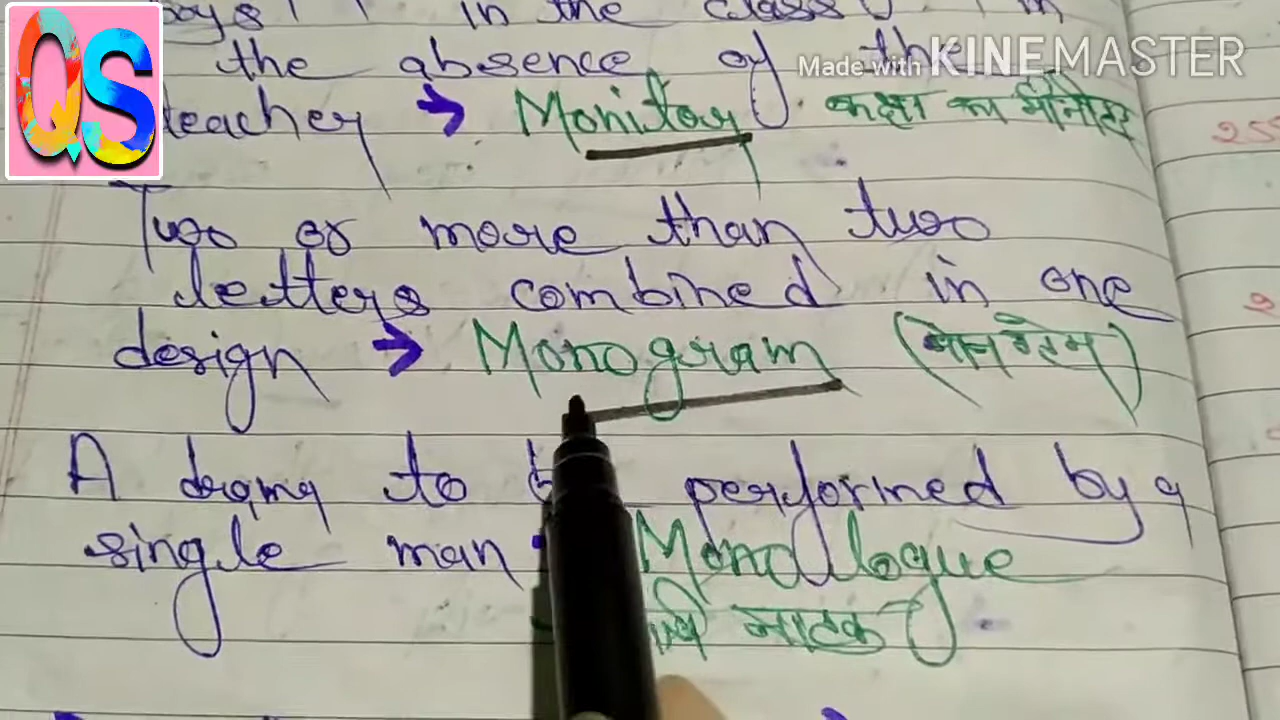 QS
Made with KINEMASTER
in the class
the absence of the
teacher → Monitor कक्षा का मोनीटर
Two or more than two
letters combined in one
design → Monogram (मोनोग्राम)
A drama to performed by a
single man Monologue
नाटक